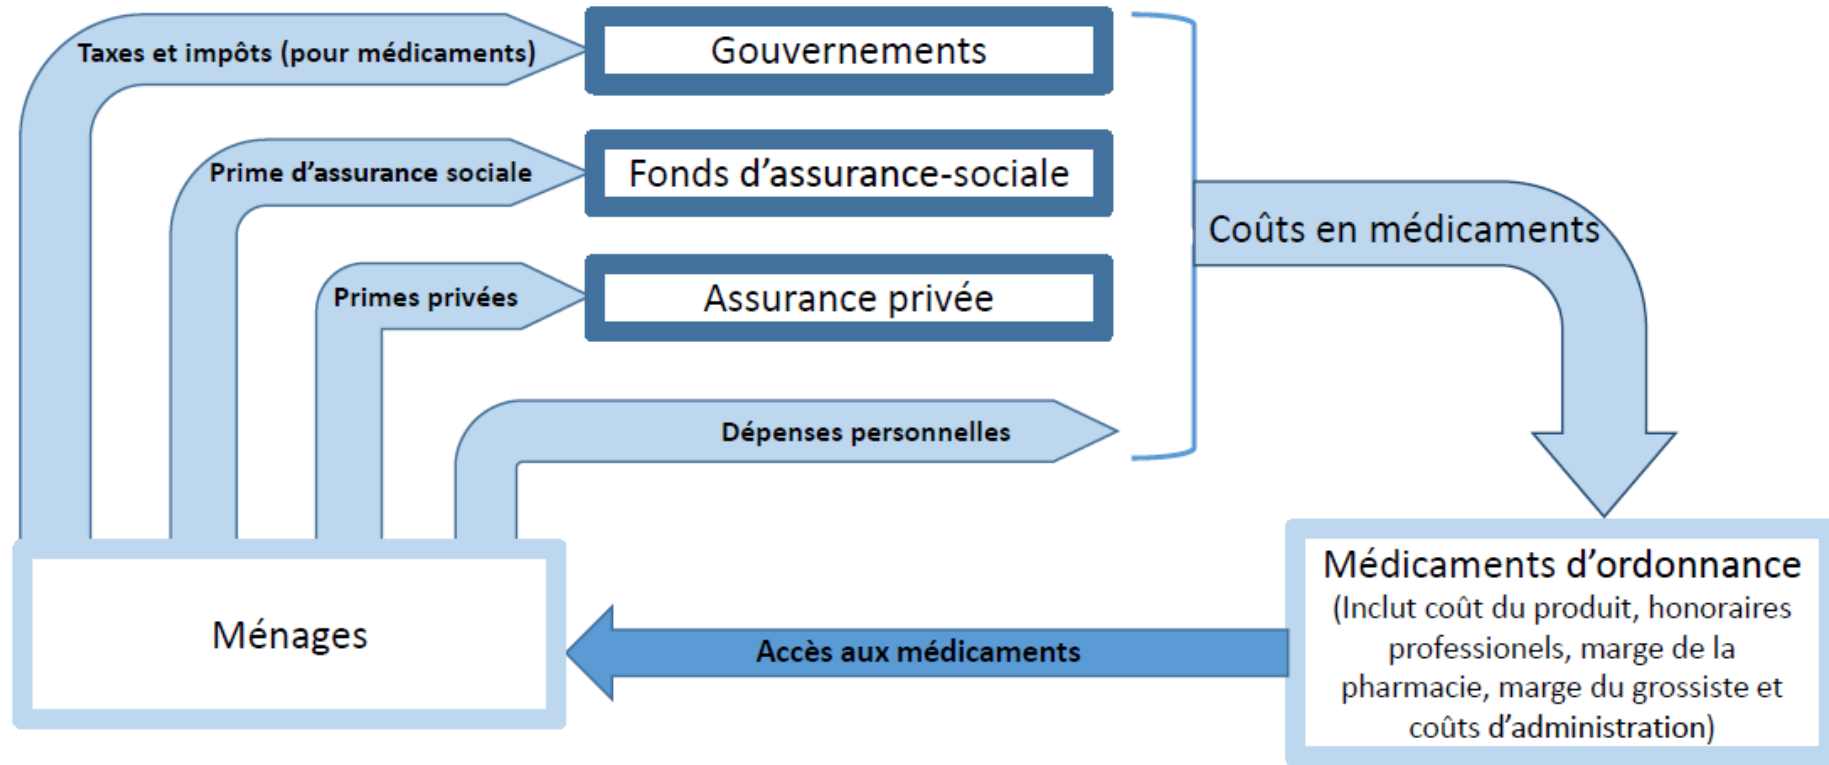 Taxes et impôts (pour médicaments)
Gouvernements
Prime d'assurance sociale
Fonds d'assurance-sociale
Coûts en médicaments
Primes privées
Assurance privée
Dépenses personnelles
Ménages
Accès aux médicaments
Médicaments d'ordonnance
(Inclut coût du produit, honoraires
professionels, marge de la
pharmacie, marge du grossiste et
coûts d'administration)